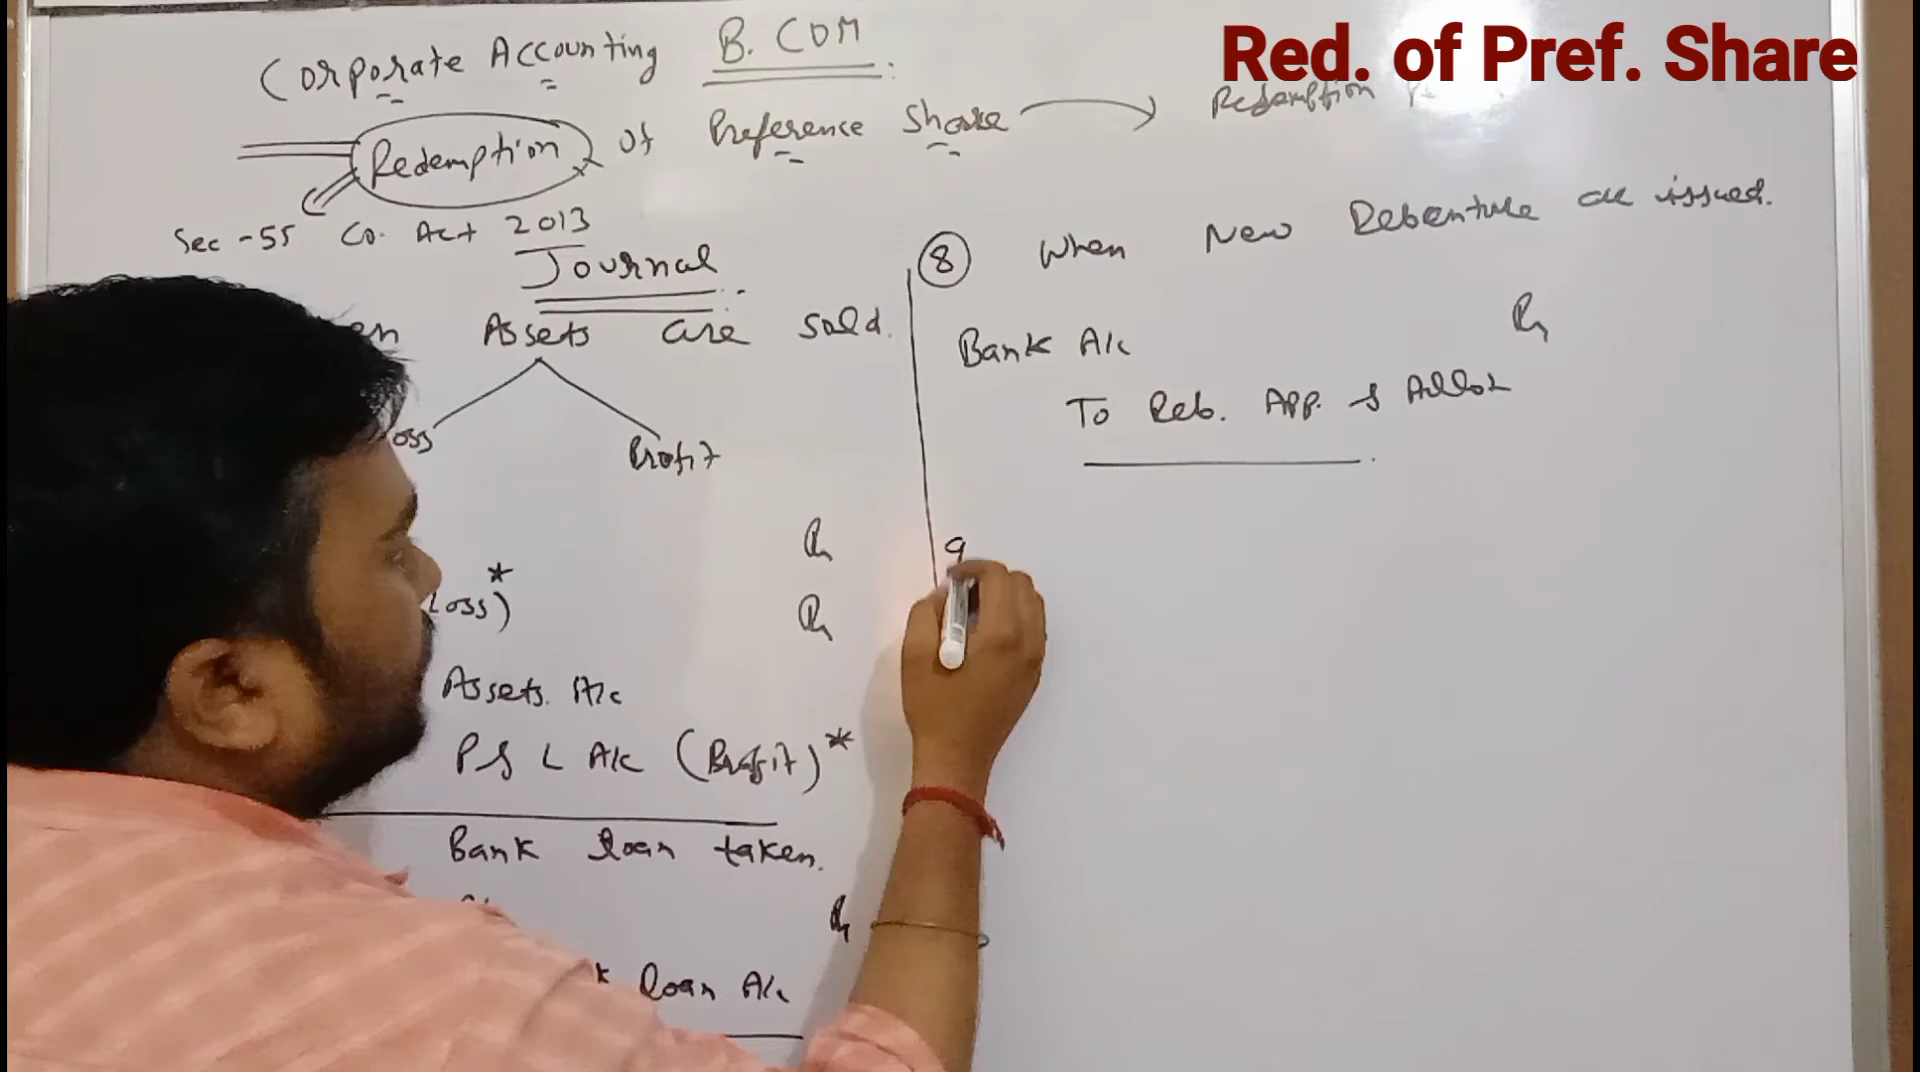 Red. of Pref. Share
Corporate Accounting B. COM
Redemption of Preference Share → Redemption
Sec - 55 Co. Act 2013
Journal
Assets are sold.
Loss Profit
Dr
Loss) * Dr
Assets. A/c
P & L A/c (Profit) *
Bank loan taken.
Dr
loan A/c
8 When New Debenture are issued.
Bank A/c Dr
To Deb. App. & Allot
9